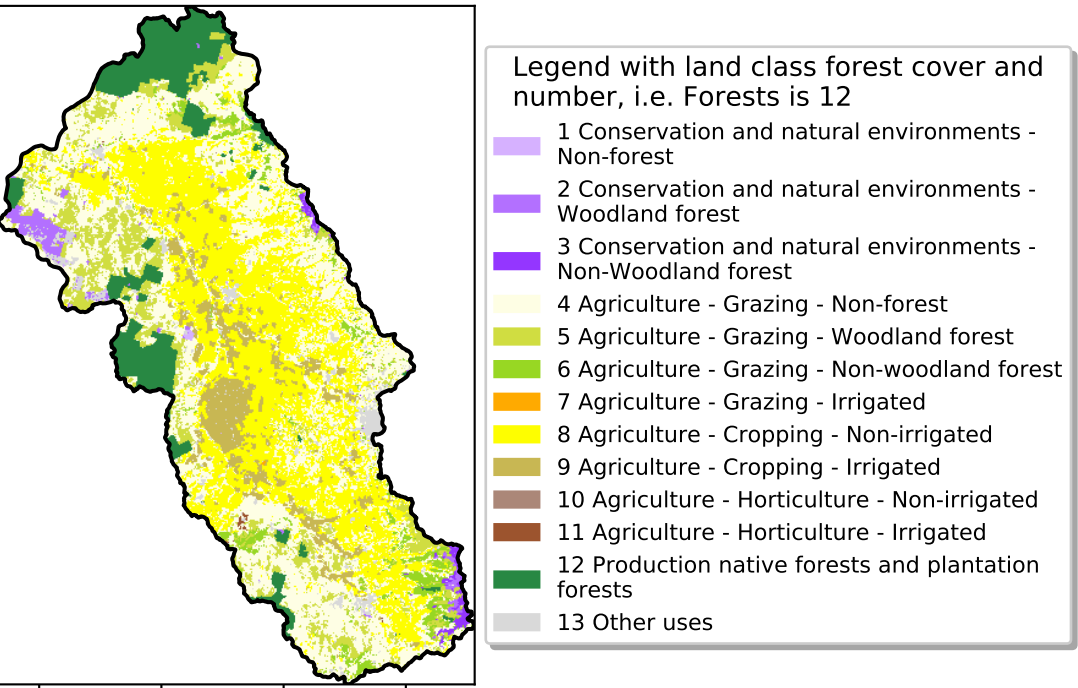 Legend with land class forest cover and
number, i.e. Forests is 12
1 Conservation and natural environments -
Non-forest
2 Conservation and natural environments -
Woodland forest
3 Conservation and natural environments -
Non-Woodland forest
4 Agriculture - Grazing - Non-forest
5 Agriculture - Grazing - Woodland forest
6 Agriculture - Grazing - Non-woodland forest
7 Agriculture - Grazing - Irrigated
8 Agriculture - Cropping - Non-irrigated
9 Agriculture - Cropping - Irrigated
10 Agriculture - Horticulture - Non-irrigated
11 Agriculture - Horticulture - Irrigated
12 Production native forests and plantation
forests
13 Other uses